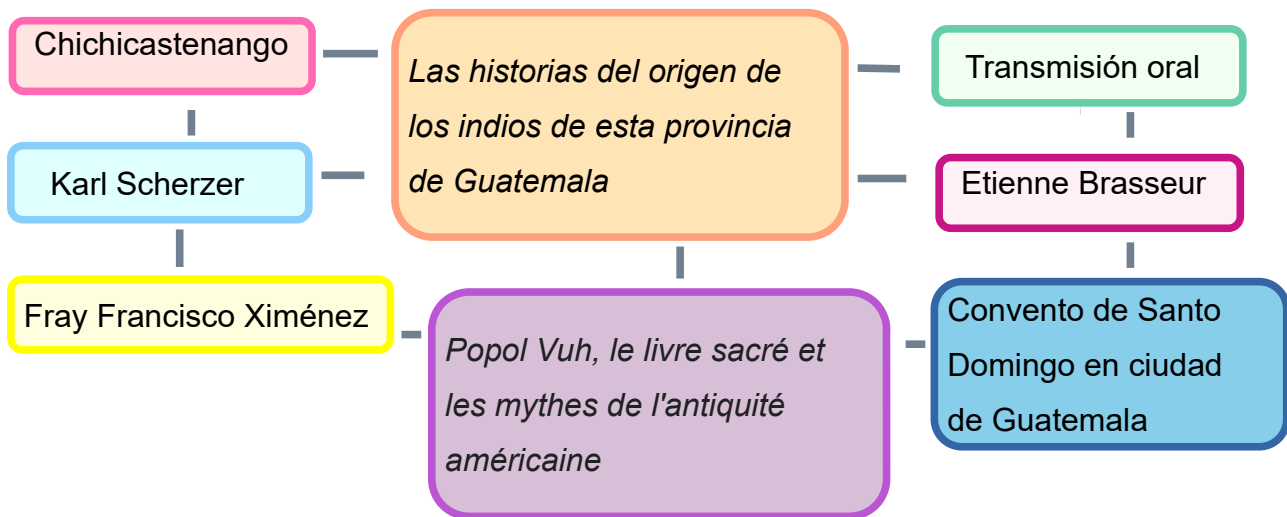 Chichicastenango
Las historias del origen de
los indios de esta provincia
de Guatemala
Transmisión oral
Karl Scherzer
Etienne Brasseur
Fray Francisco Ximénez
Popol Vuh, le livre sacré et
les mythes de l'antiquité
américaine
Convento de Santo
Domingo en ciudad
de Guatemala